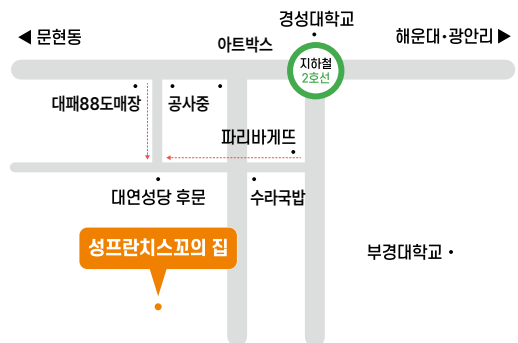 경성대학교
◀ 문현동
아트박스
해운대·광안리 ▶
지하철
2호선
대패88도매장
공사중
파리바게뜨
대연성당 후문
수라국밥
성프란치스꼬의 집
부경대학교